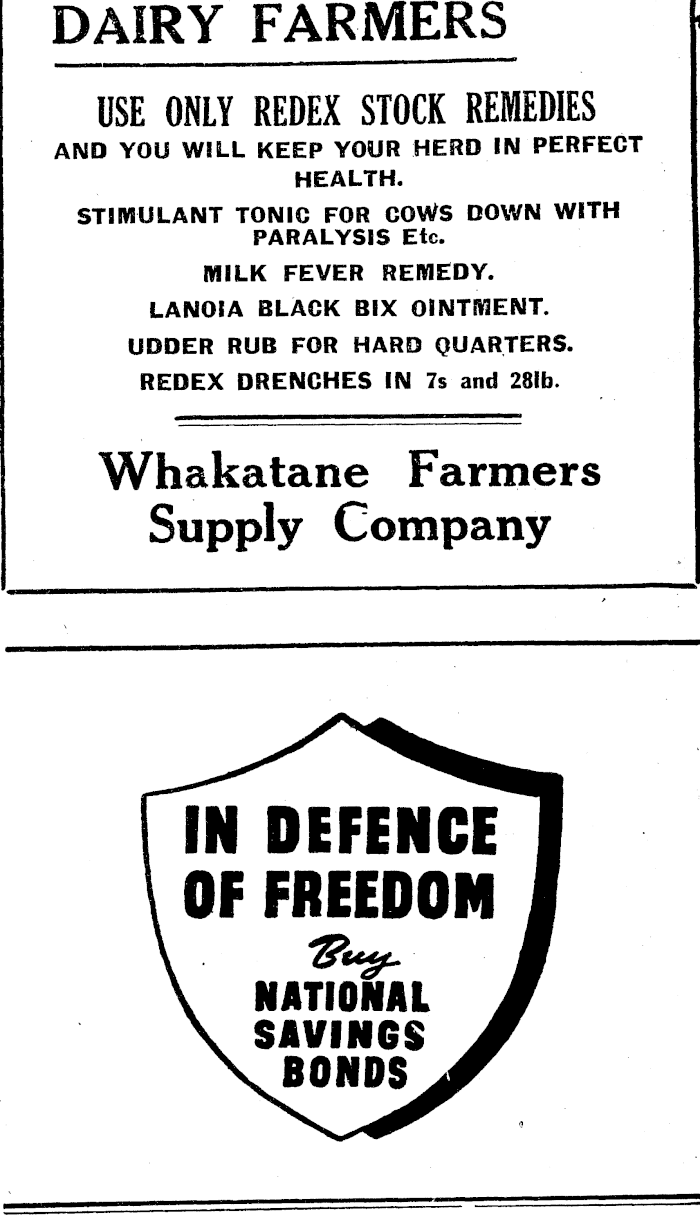 DAIRY FARMERS
USE ONLY REDEX STOCK REMEDIES
AND YOU WILL KEEP YOUR HERD IN PERFECT
HEALTH.
STIMULANT TONIC FOR COWS DOWN WITH
PARALYSIS Etc.
MILK FEVER REMEDY.
LANOIA BLACK BIX OINTMENT.
UDDER RUB FOR HARD QUARTERS.
REDEX DRENCHES IN 7s and 28lb.
Whakatane Farmers
Supply Company
IN DEFENCE
OF FREEDOM
Buy
NATIONAL
SAVINGS
BONDS